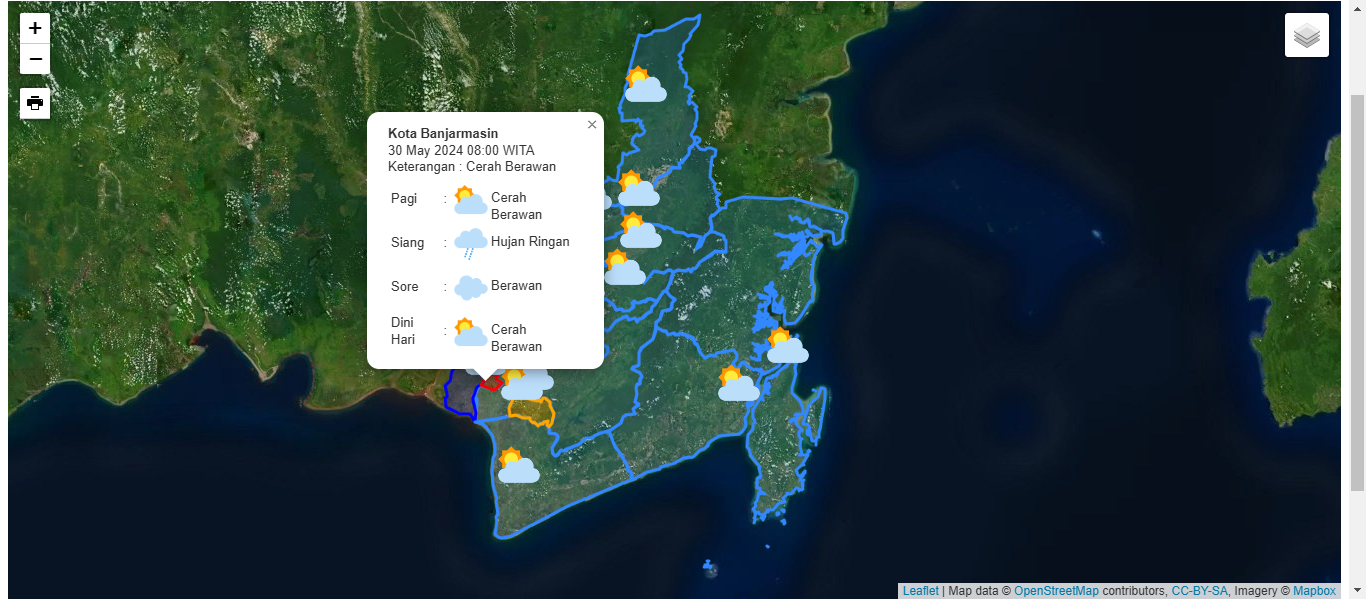 +
−
Kota Banjarmasin
×
30 May 2024 08:00 WITA
Keterangan : Cerah Berawan
Pagi : Cerah
Berawan
Siang : Hujan Ringan
Sore : Berawan
Dini
Hari : Cerah
Berawan
Leaflet | Map data © OpenStreetMap contributors, CC-BY-SA, Imagery © Mapbox